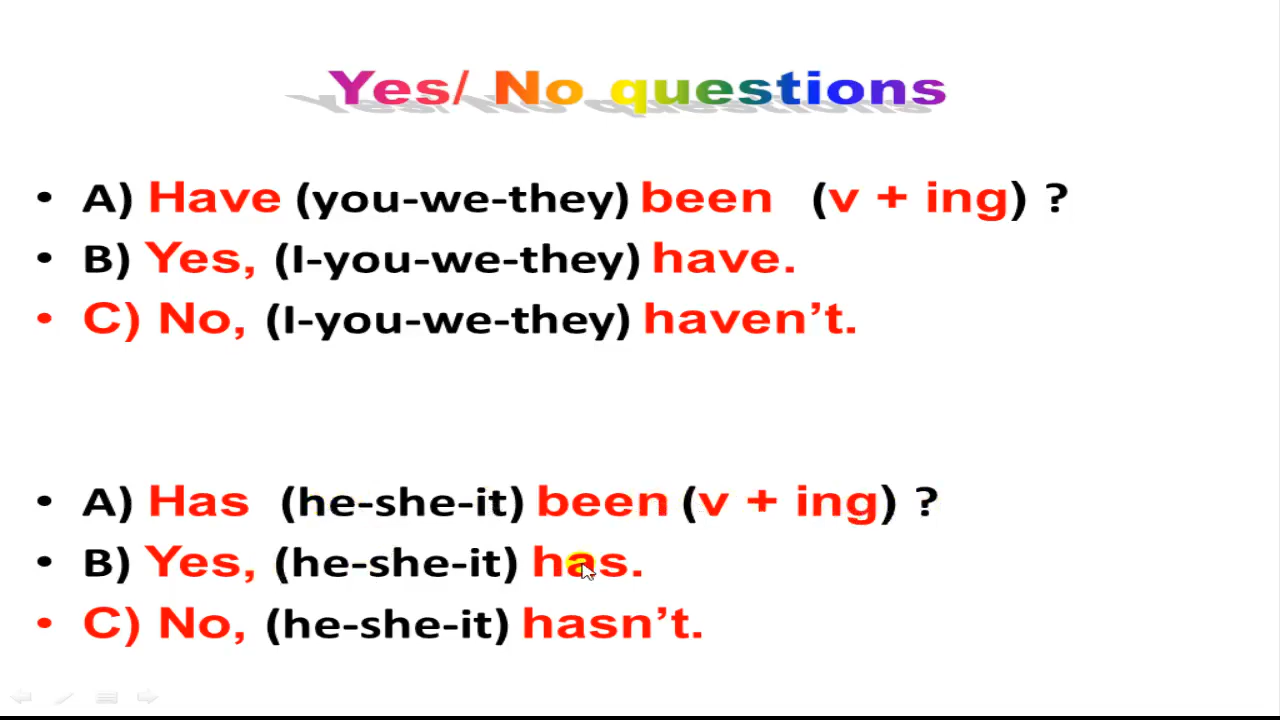 Yes/ No questions
• A) Have (you-we-they) been (v + ing) ?
• B) Yes, (I-you-we-they) have.
• C) No, (I-you-we-they) haven’t.
• A) Has (he-she-it) been (v + ing) ?
• B) Yes, (he-she-it) has.
• C) No, (he-she-it) hasn’t.